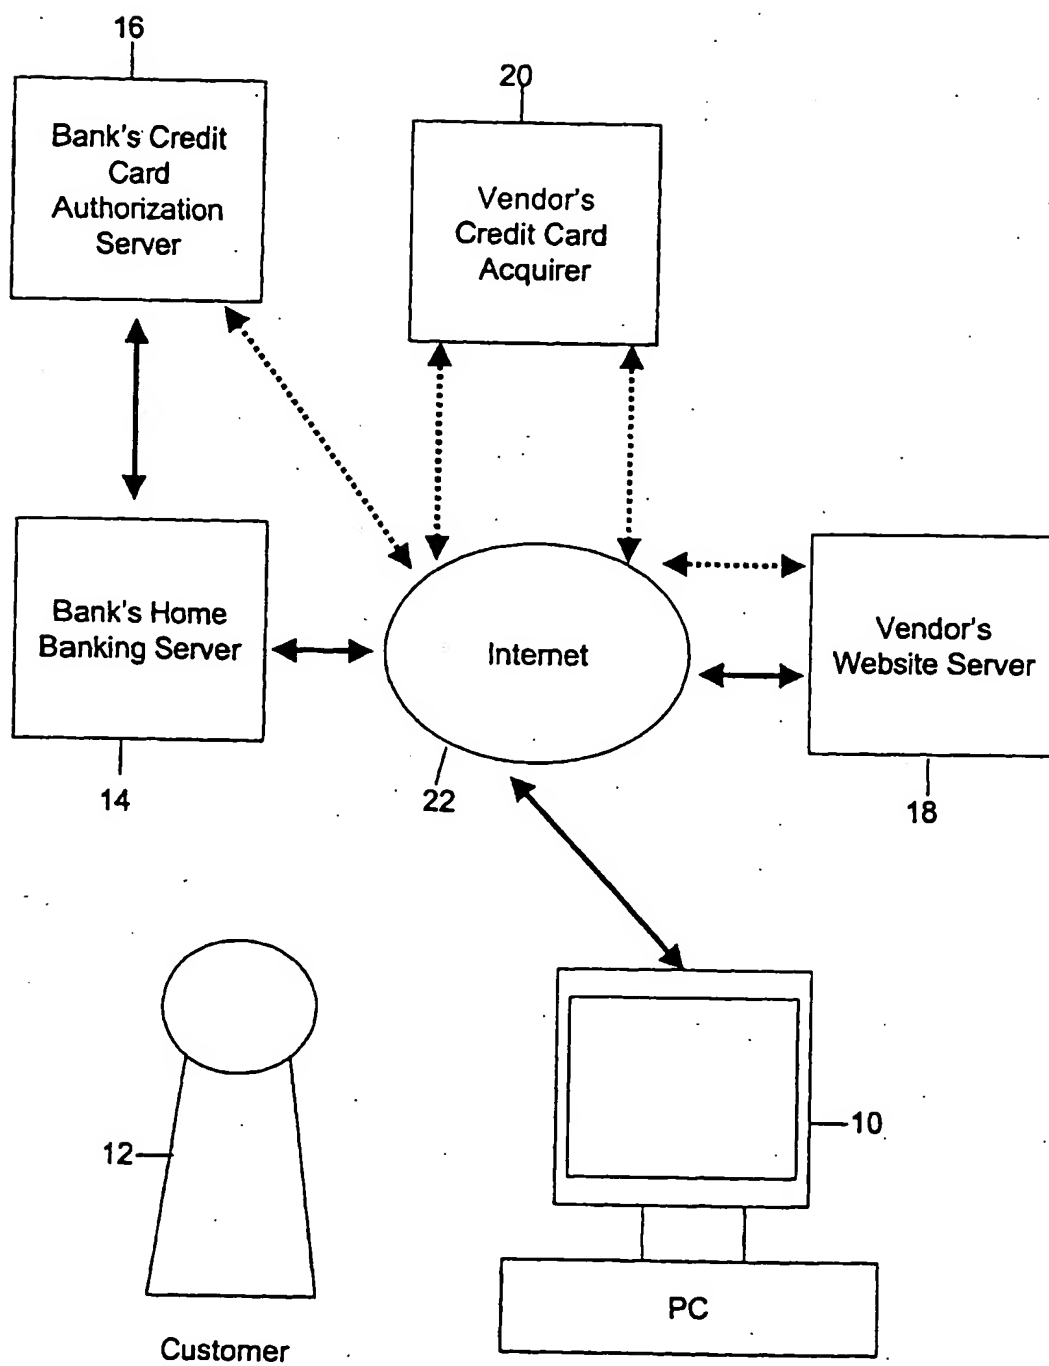 16
20
Bank's Credit
Card
Authorization
Server
Vendor's
Credit Card
Acquirer
Bank's Home
Banking Server
Internet
Vendor's
Website Server
14
22
18
12
10
PC
Customer